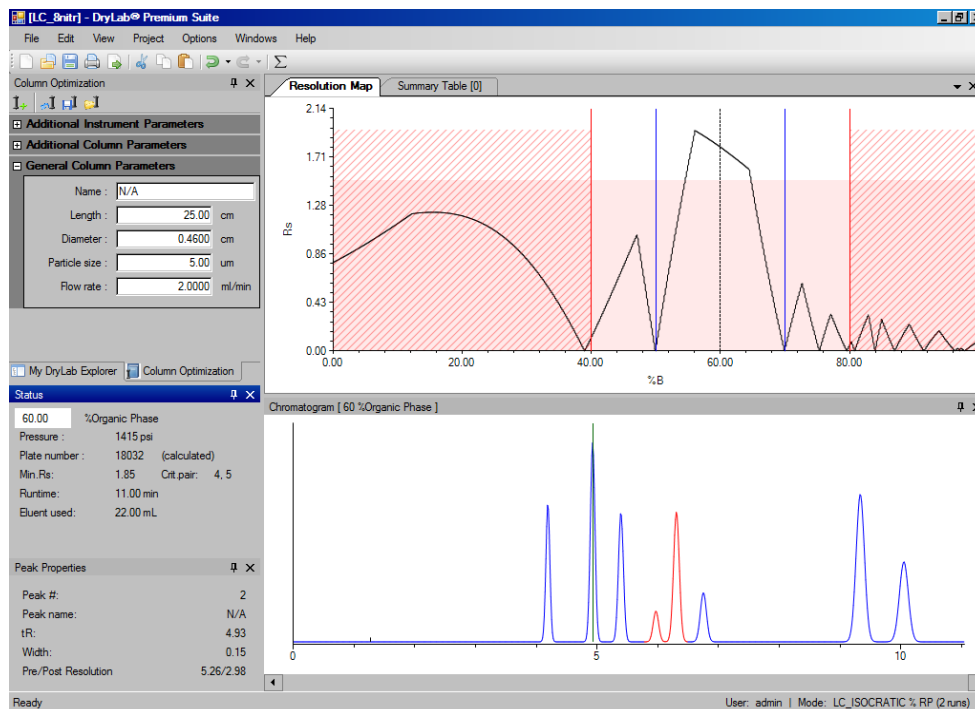 [LC_8nitr] - DryLab® Premium Suite
File Edit View Project Options Windows Help
Column Optimization
Additional Instrument Parameters
Additional Column Parameters
General Column Parameters
Name : N/A
Length : 25.00 cm
Diameter : 0.4600 cm
Particle size : 5.00 um
Flow rate : 2.0000 ml/min
My DryLab Explorer Column Optimization
Status
60.00 %Organic Phase
Pressure : 1415 psi
Plate number : 18032 (calculated)
Min.Rs: 1.85 Crit.pair: 4, 5
Runtime: 11.00 min
Eluent used: 22.00 mL
Peak Properties
Peak #: 2
Peak name: N/A
tR: 4.93
Width: 0.15
Pre/Post Resolution 5.26/2.98
Resolution Map Summary Table [0]
2.14
1.71
1.28
0.86
0.43
0.00
Rs
0.00 20.00 40.00 60.00 80.00
%B
Chromatogram [ 60 %Organic Phase ]
0 5 10
Ready User: admin | Mode: LC_ISOCRATIC % RP (2 runs)